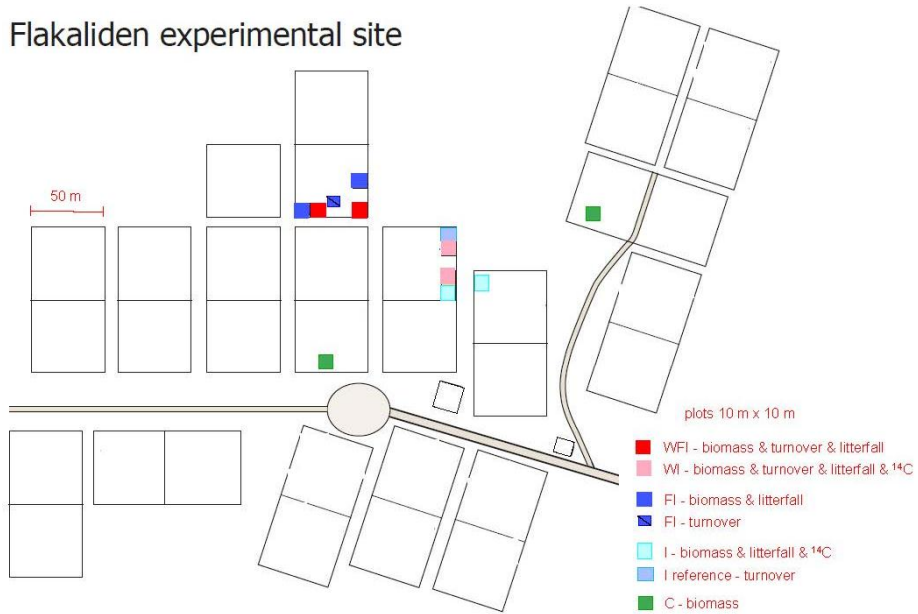 Flakaliden experimental site
50 m
plots 10 m x 10 m
WFI - biomass & turnover & litterfall
WI - biomass & turnover & litterfall & ¹⁴C
FI - biomass & litterfall
FI - turnover
I - biomass & litterfall & ¹⁴C
I reference - turnover
C - biomass